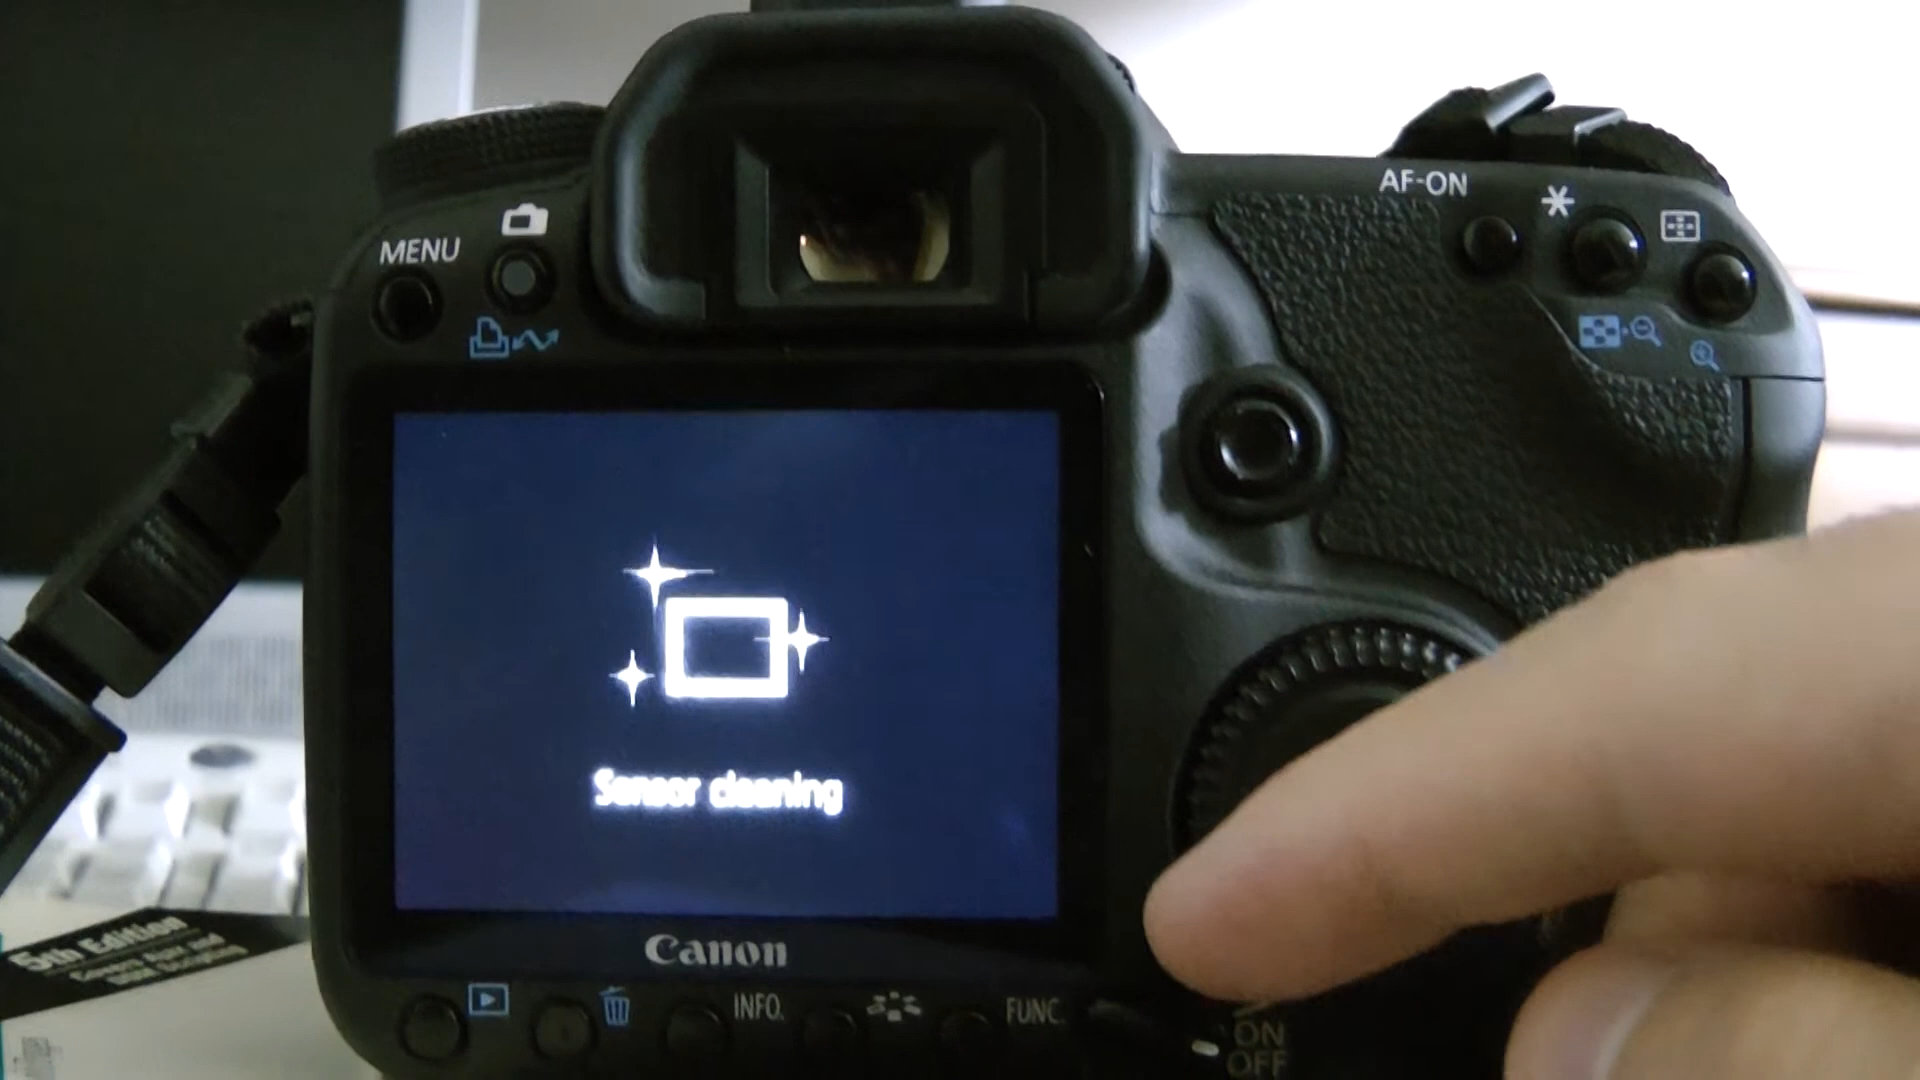 AF-ON
MENU
Sensor cleaning
Canon
5th Edition
INFO.
FUNC.
ON
OFF